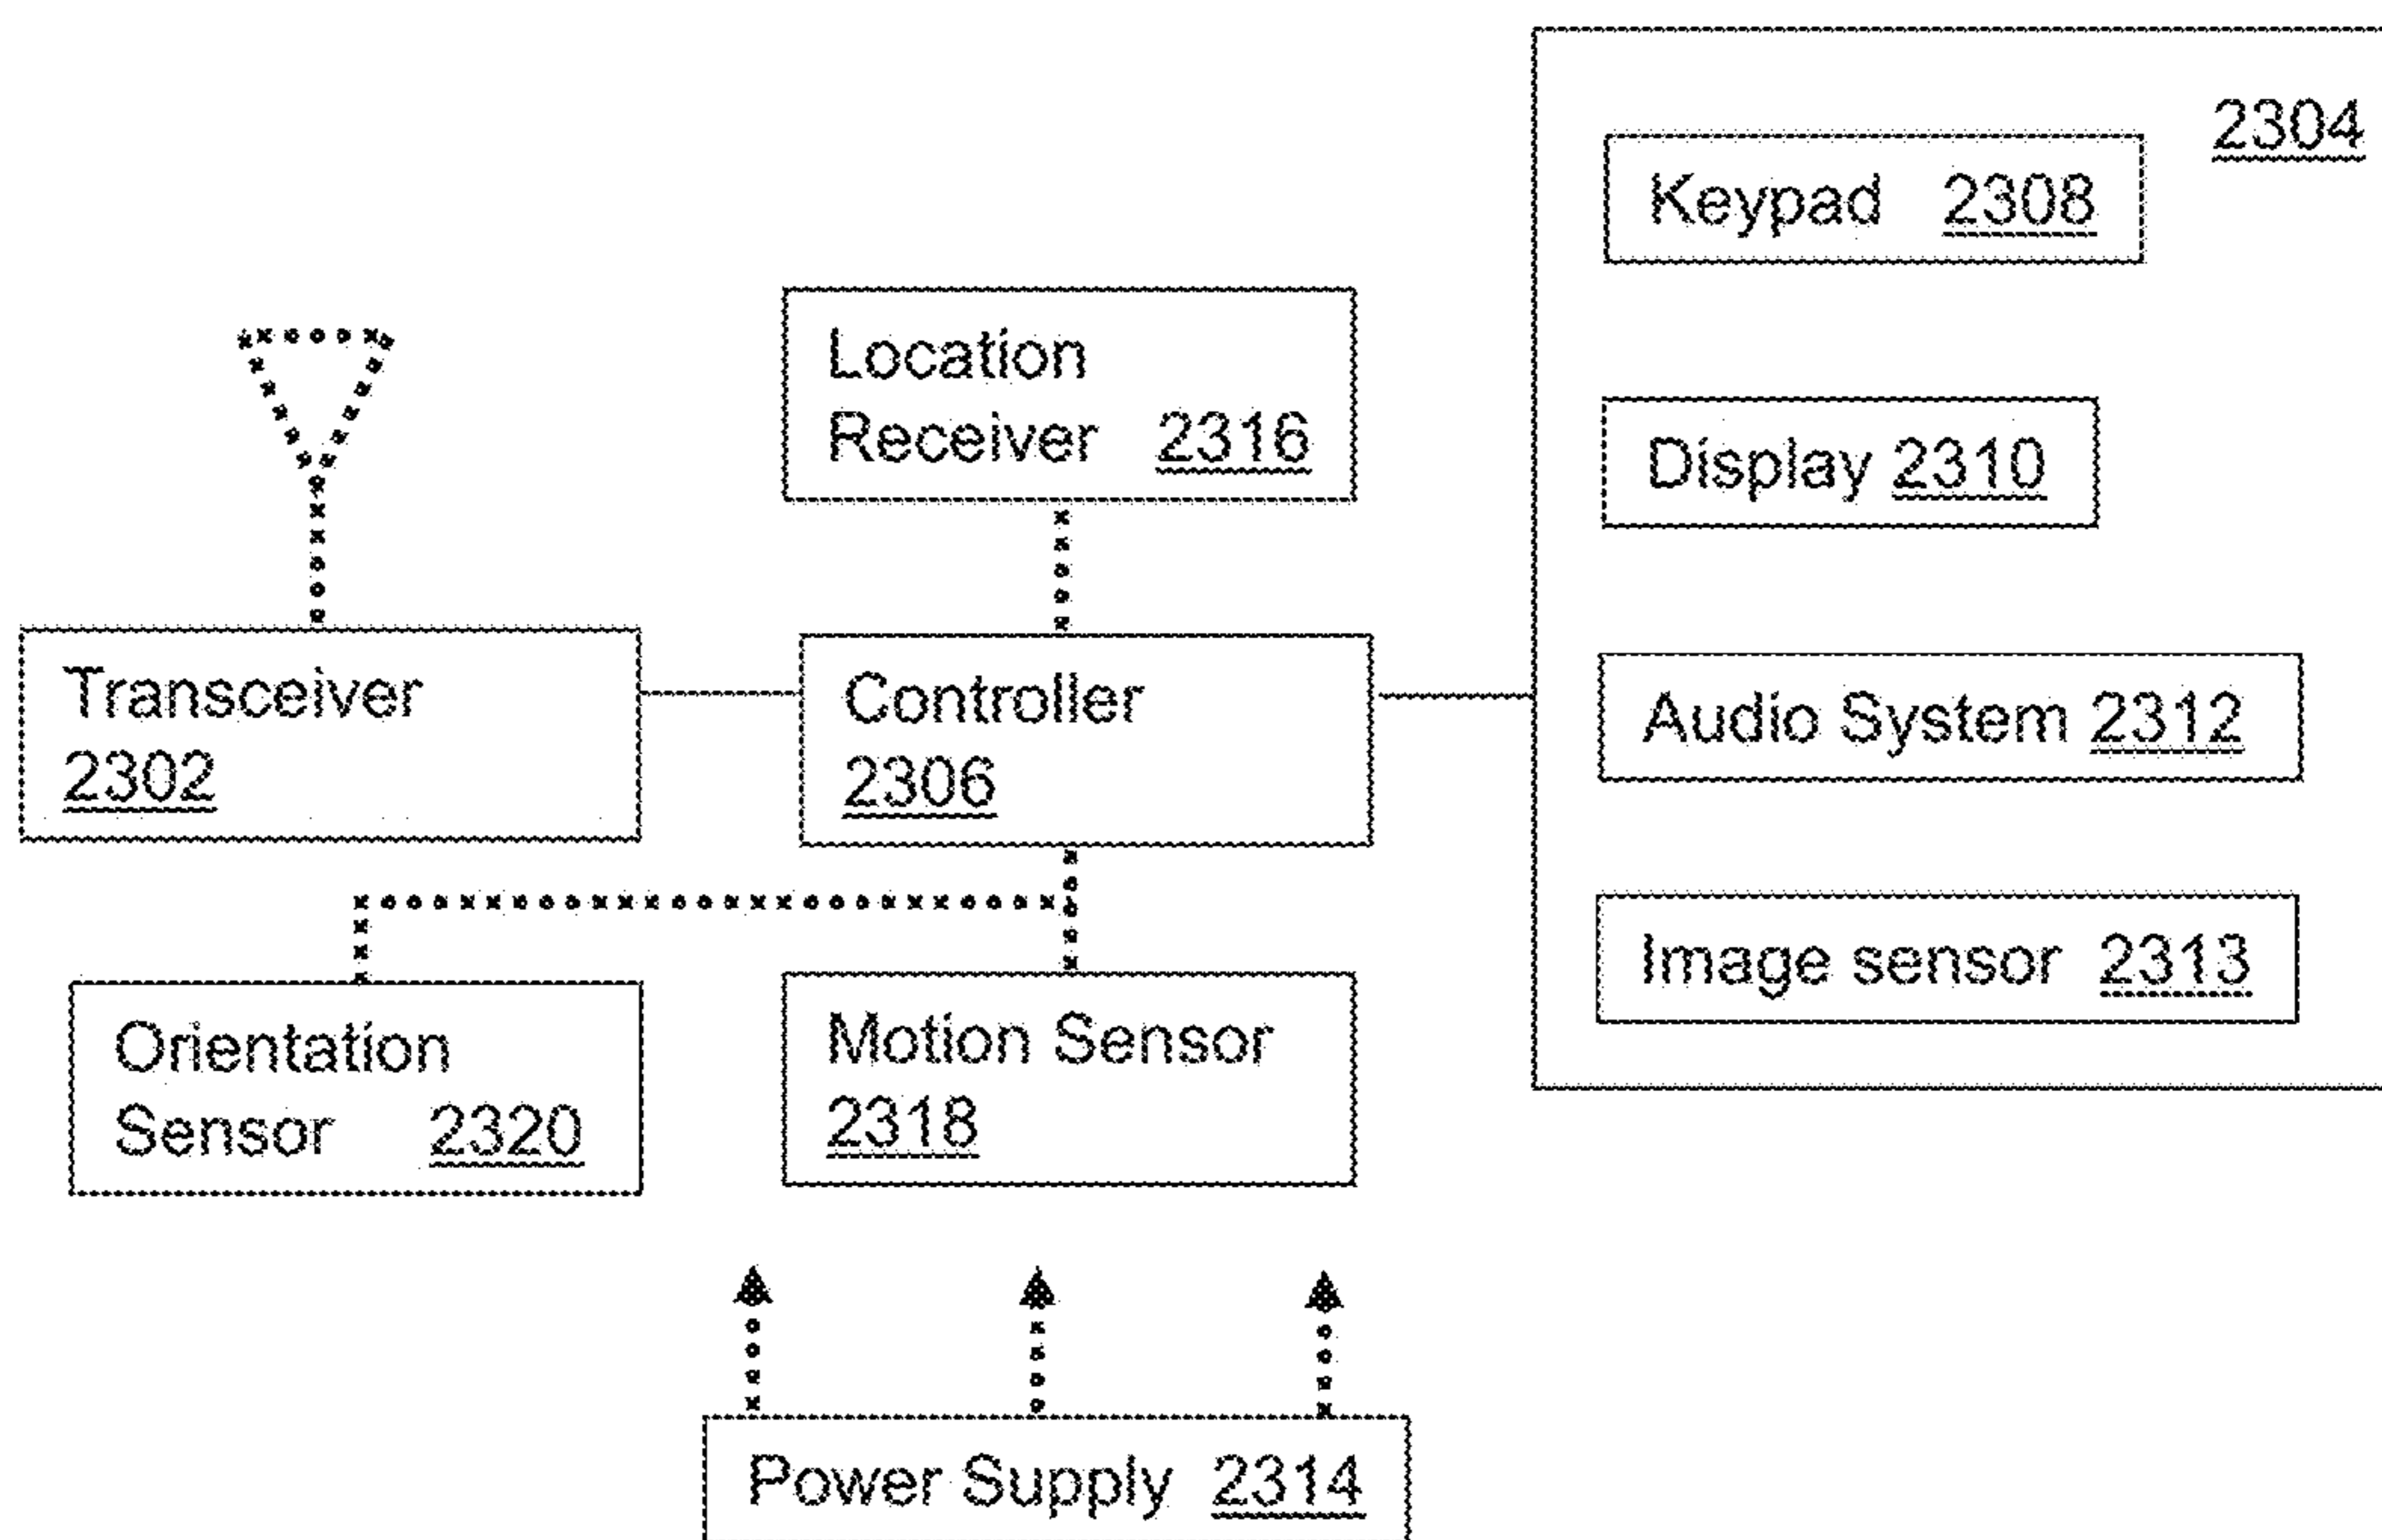 2304
Keypad 2308
Location
Receiver 2316
Display 2310
Transceiver
2302
Controller
2306
Audio System 2312
Image sensor 2313
Orientation
Sensor 2320
Motion Sensor
2318
Power Supply 2314